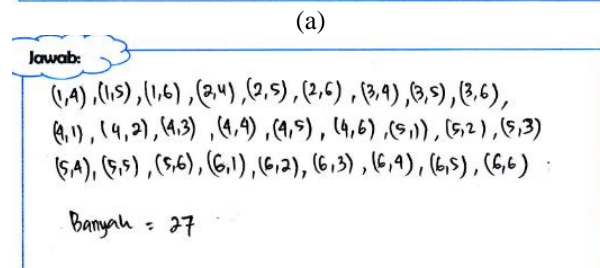 (a)
Jawab:
(1,4), (1,5), (1,6), (2,4), (2,5), (2,6), (3,4), (3,5), (3,6),
(4,1), (4,2), (4,3), (4,4), (4,5), (4,6), (5,1)), (5,2), (5,3)
(5,4), (5,5), (5,6), (6,1), (6,2), (6,3), (6,4), (6,5), (6,6)
Banyak = 27